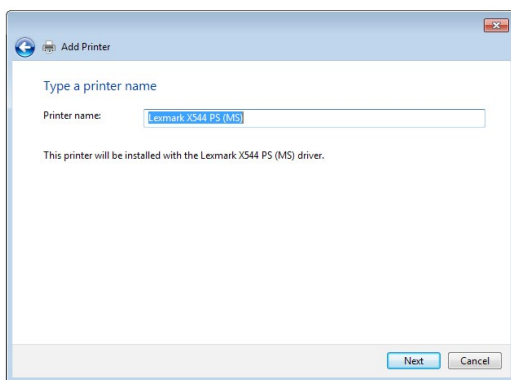 Add Printer
Type a printer name
Printer name: Lexmark X544 PS (MS)
This printer will be installed with the Lexmark X544 PS (MS) driver.
Next Cancel